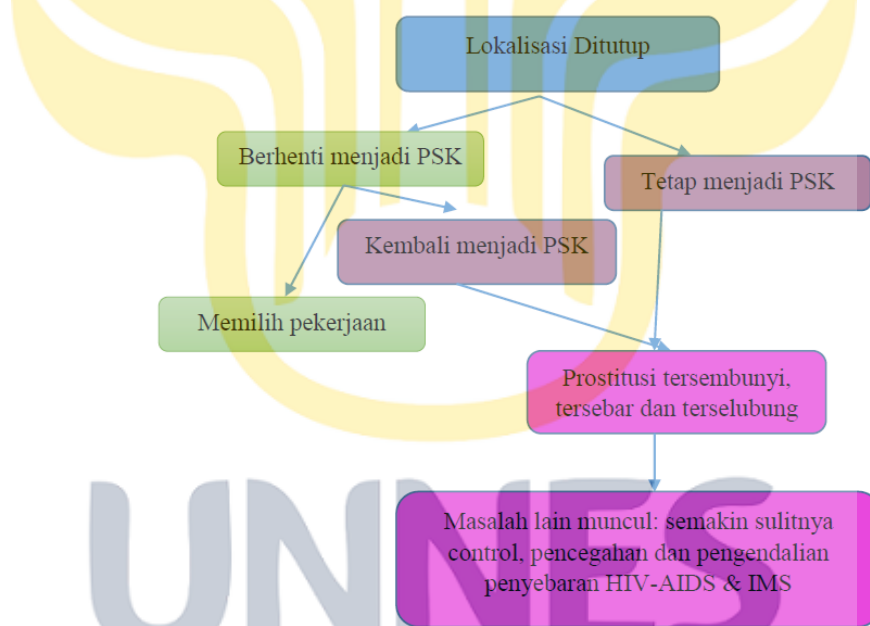 Lokalisasi Ditutup
Berhenti menjadi PSK
Tetap menjadi PSK
Kembali menjadi PSK
Memilih pekerjaan
Prostitusi tersembunyi,
tersebar dan terselubung
Masalah lain muncul: semakin sulitnya
control, pencegahan dan pengendalian
penyebaran HIV-AIDS & IMS
UNNES